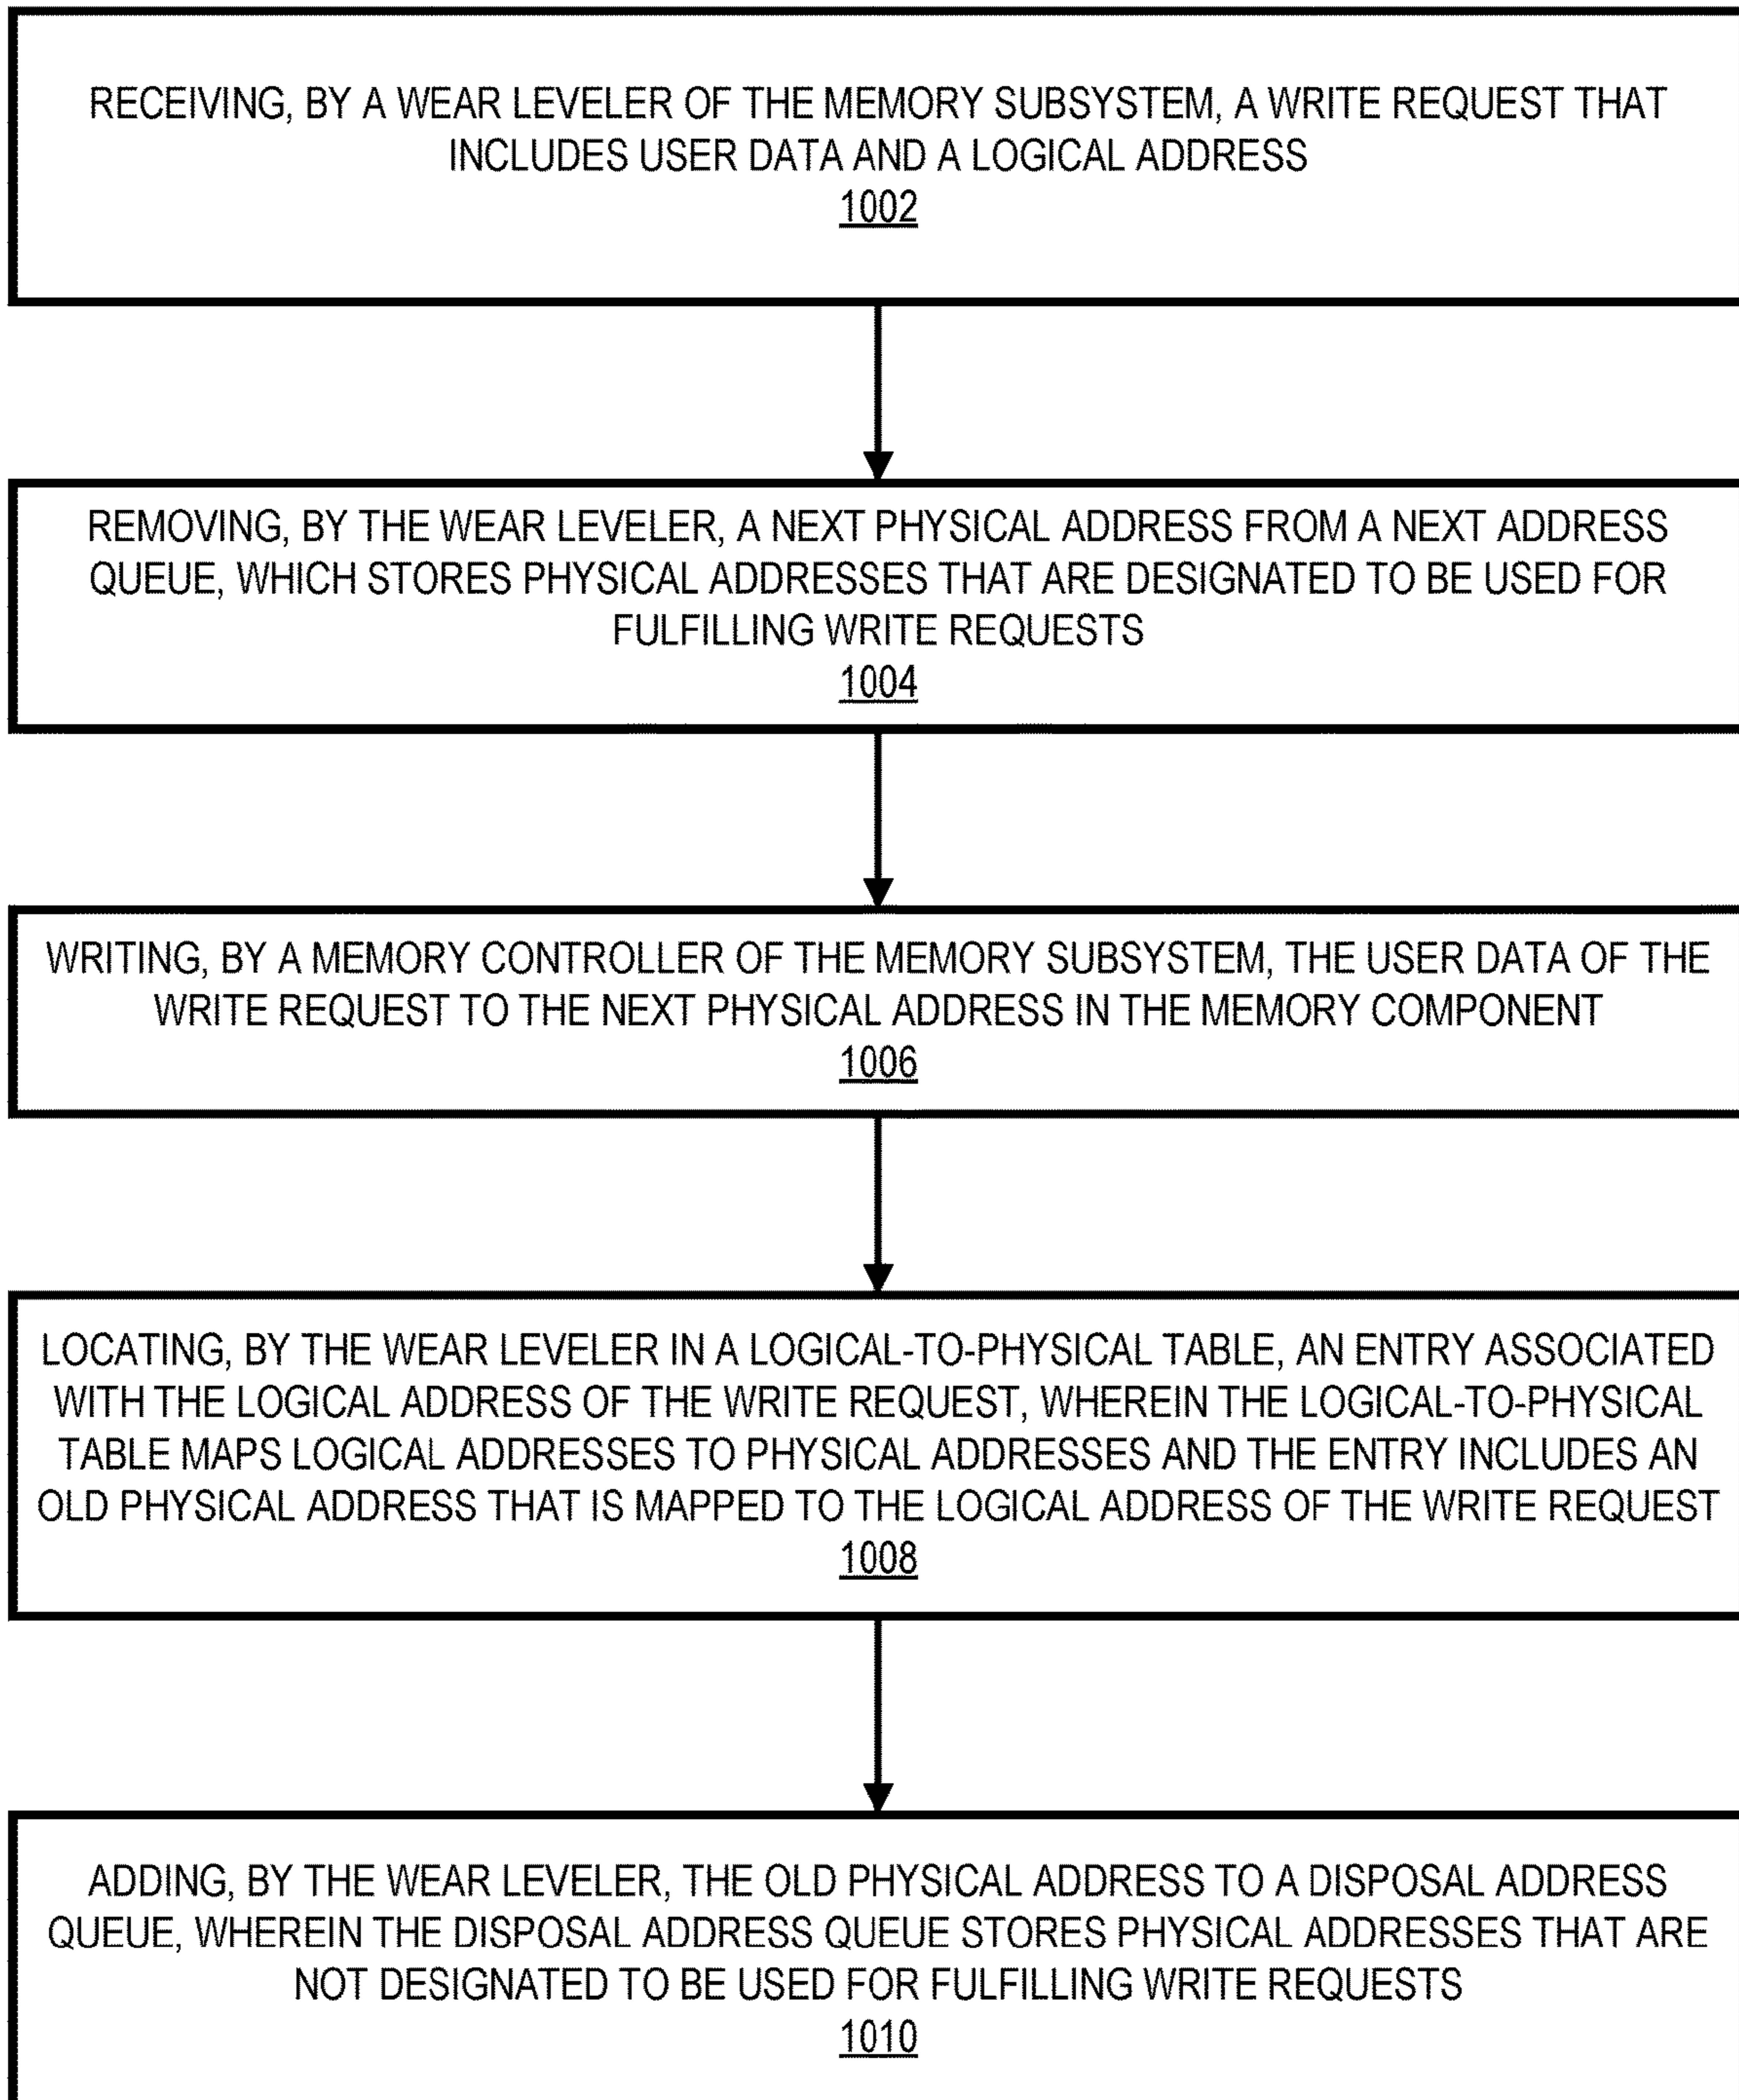 RECEIVING, BY A WEAR LEVELER OF THE MEMORY SUBSYSTEM, A WRITE REQUEST THAT
INCLUDES USER DATA AND A LOGICAL ADDRESS
1002
REMOVING, BY THE WEAR LEVELER, A NEXT PHYSICAL ADDRESS FROM A NEXT ADDRESS
QUEUE, WHICH STORES PHYSICAL ADDRESSES THAT ARE DESIGNATED TO BE USED FOR
FULFILLING WRITE REQUESTS
1004
WRITING, BY A MEMORY CONTROLLER OF THE MEMORY SUBSYSTEM, THE USER DATA OF THE
WRITE REQUEST TO THE NEXT PHYSICAL ADDRESS IN THE MEMORY COMPONENT
1006
LOCATING, BY THE WEAR LEVELER IN A LOGICAL-TO-PHYSICAL TABLE, AN ENTRY ASSOCIATED
WITH THE LOGICAL ADDRESS OF THE WRITE REQUEST, WHEREIN THE LOGICAL-TO-PHYSICAL
TABLE MAPS LOGICAL ADDRESSES TO PHYSICAL ADDRESSES AND THE ENTRY INCLUDES AN
OLD PHYSICAL ADDRESS THAT IS MAPPED TO THE LOGICAL ADDRESS OF THE WRITE REQUEST
1008
ADDING, BY THE WEAR LEVELER, THE OLD PHYSICAL ADDRESS TO A DISPOSAL ADDRESS
QUEUE, WHEREIN THE DISPOSAL ADDRESS QUEUE STORES PHYSICAL ADDRESSES THAT ARE
NOT DESIGNATED TO BE USED FOR FULFILLING WRITE REQUESTS
1010